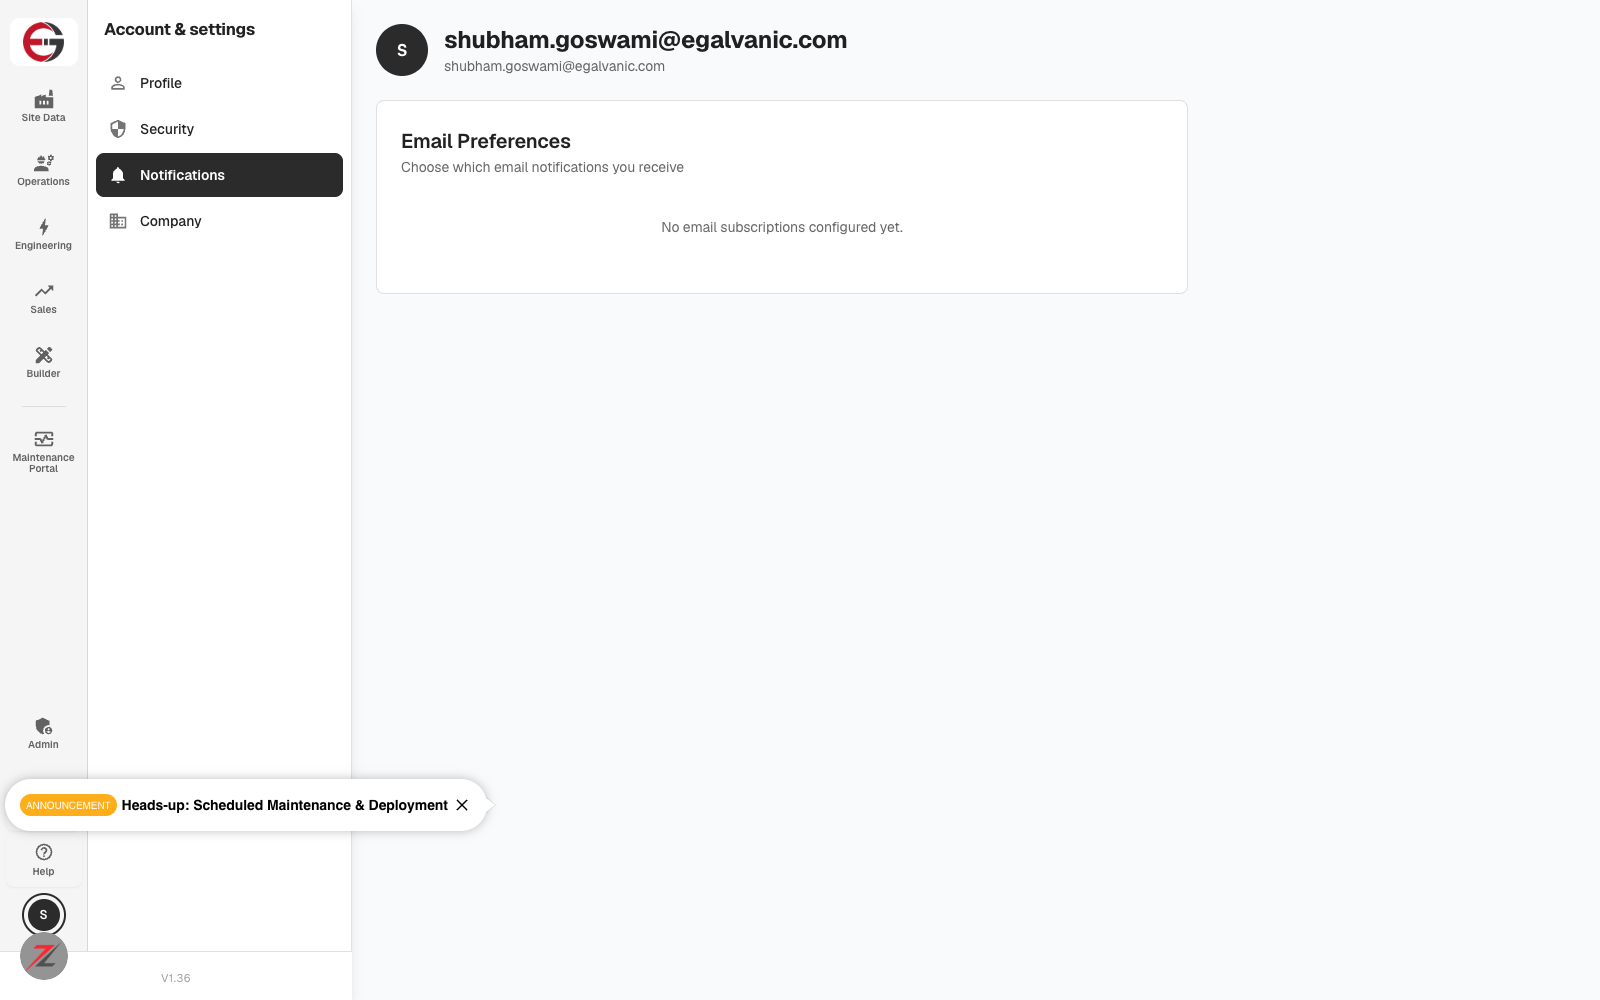 Account & settings
Profile
Security
Notifications
Company
Site Data
Operations
Engineering
Sales
Builder
Maintenance
Portal
Admin
ANNOUNCEMENT Heads-up: Scheduled Maintenance & Deployment
Help
S
V1.36
S
shubham.goswami@egalvanic.com
shubham.goswami@egalvanic.com
Email Preferences
Choose which email notifications you receive
No email subscriptions configured yet.